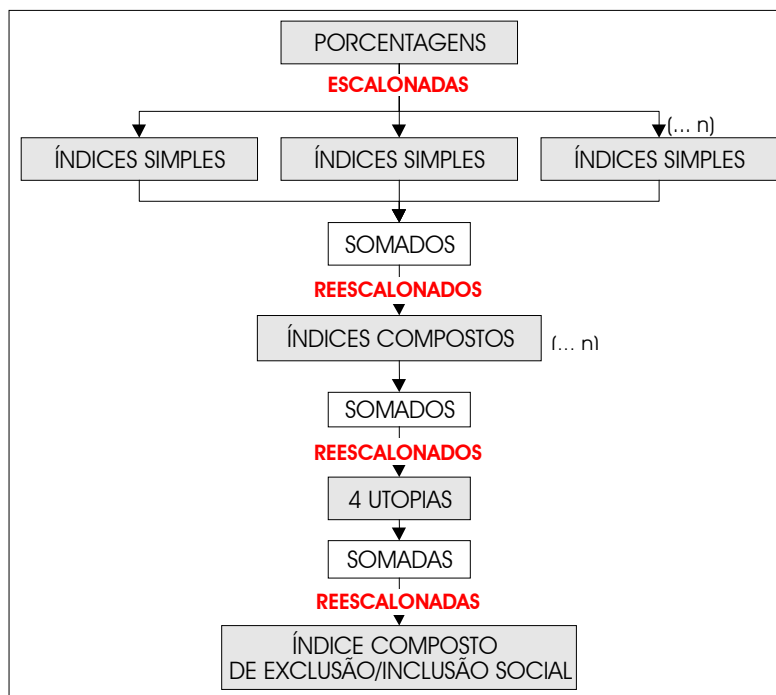 PORCENTAGENS
ESCALONADAS
(... n)
ÍNDICES SIMPLES
ÍNDICES SIMPLES
ÍNDICES SIMPLES
SOMADOS
REESCALONADOS
ÍNDICES COMPOSTOS
(... n)
SOMADOS
REESCALONADOS
4 UTOPIAS
SOMADAS
REESCALONADAS
ÍNDICE COMPOSTO
DE EXCLUSÃO/INCLUSÃO SOCIAL